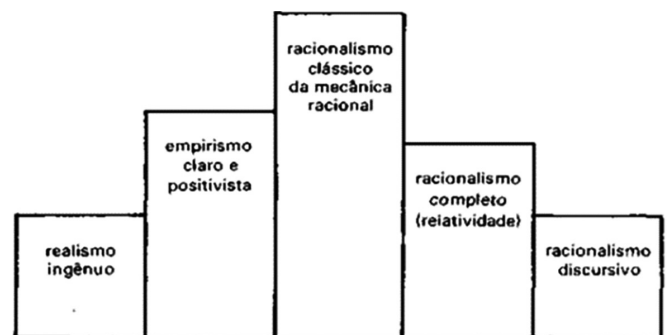 realismo
ingênuo
empirismo
claro e
positivista
racionalismo
clássico
da mecânica
racional
racionalismo
completo
(relatividade)
racionalismo
discursivo